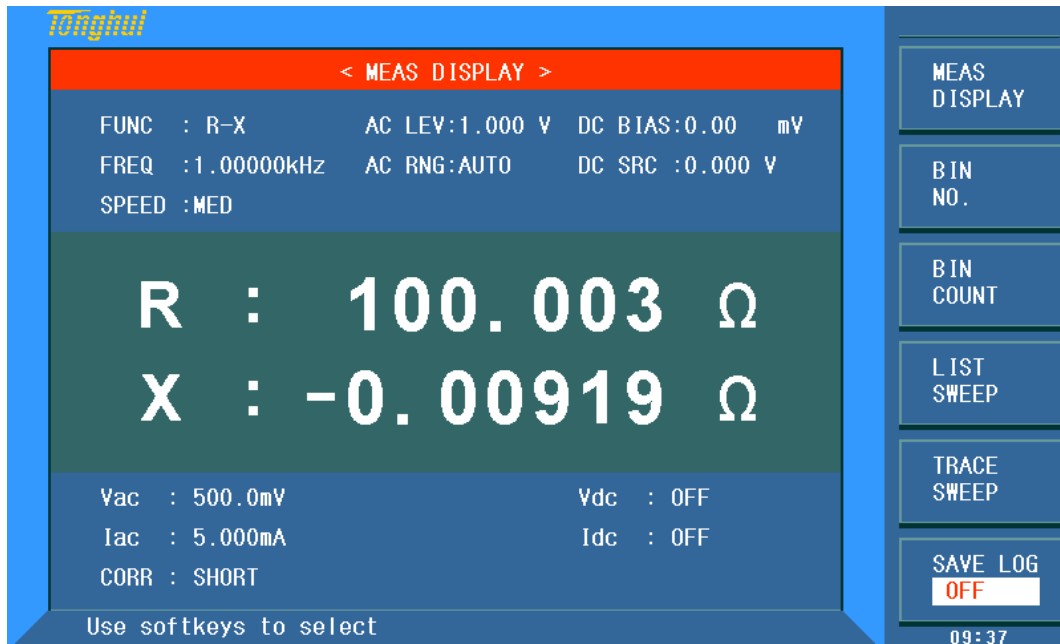 Tonghui
< MEAS DISPLAY >
FUNC : R-X AC LEV:1.000 V DC BIAS:0.00 mV
FREQ :1.00000kHz AC RNG:AUTO DC SRC :0.000 V
SPEED :MED
R : 100.003 Ω
X : -0.00919 Ω
Vac : 500.0mV Vdc : OFF
Iac : 5.000mA Idc : OFF
CORR : SHORT
Use softkeys to select
MEAS
DISPLAY
BIN
NO.
BIN
COUNT
LIST
SWEEP
TRACE
SWEEP
SAVE LOG
OFF
09:37